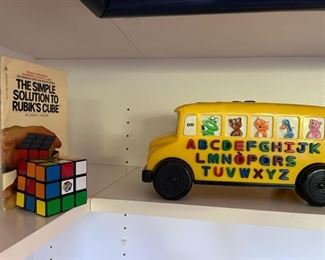 THE SIMPLE
SOLUTION TO
RUBIK'S CUBE
on
ABCDEFGHIJK
LMNOPQRS
TUVWXYZ